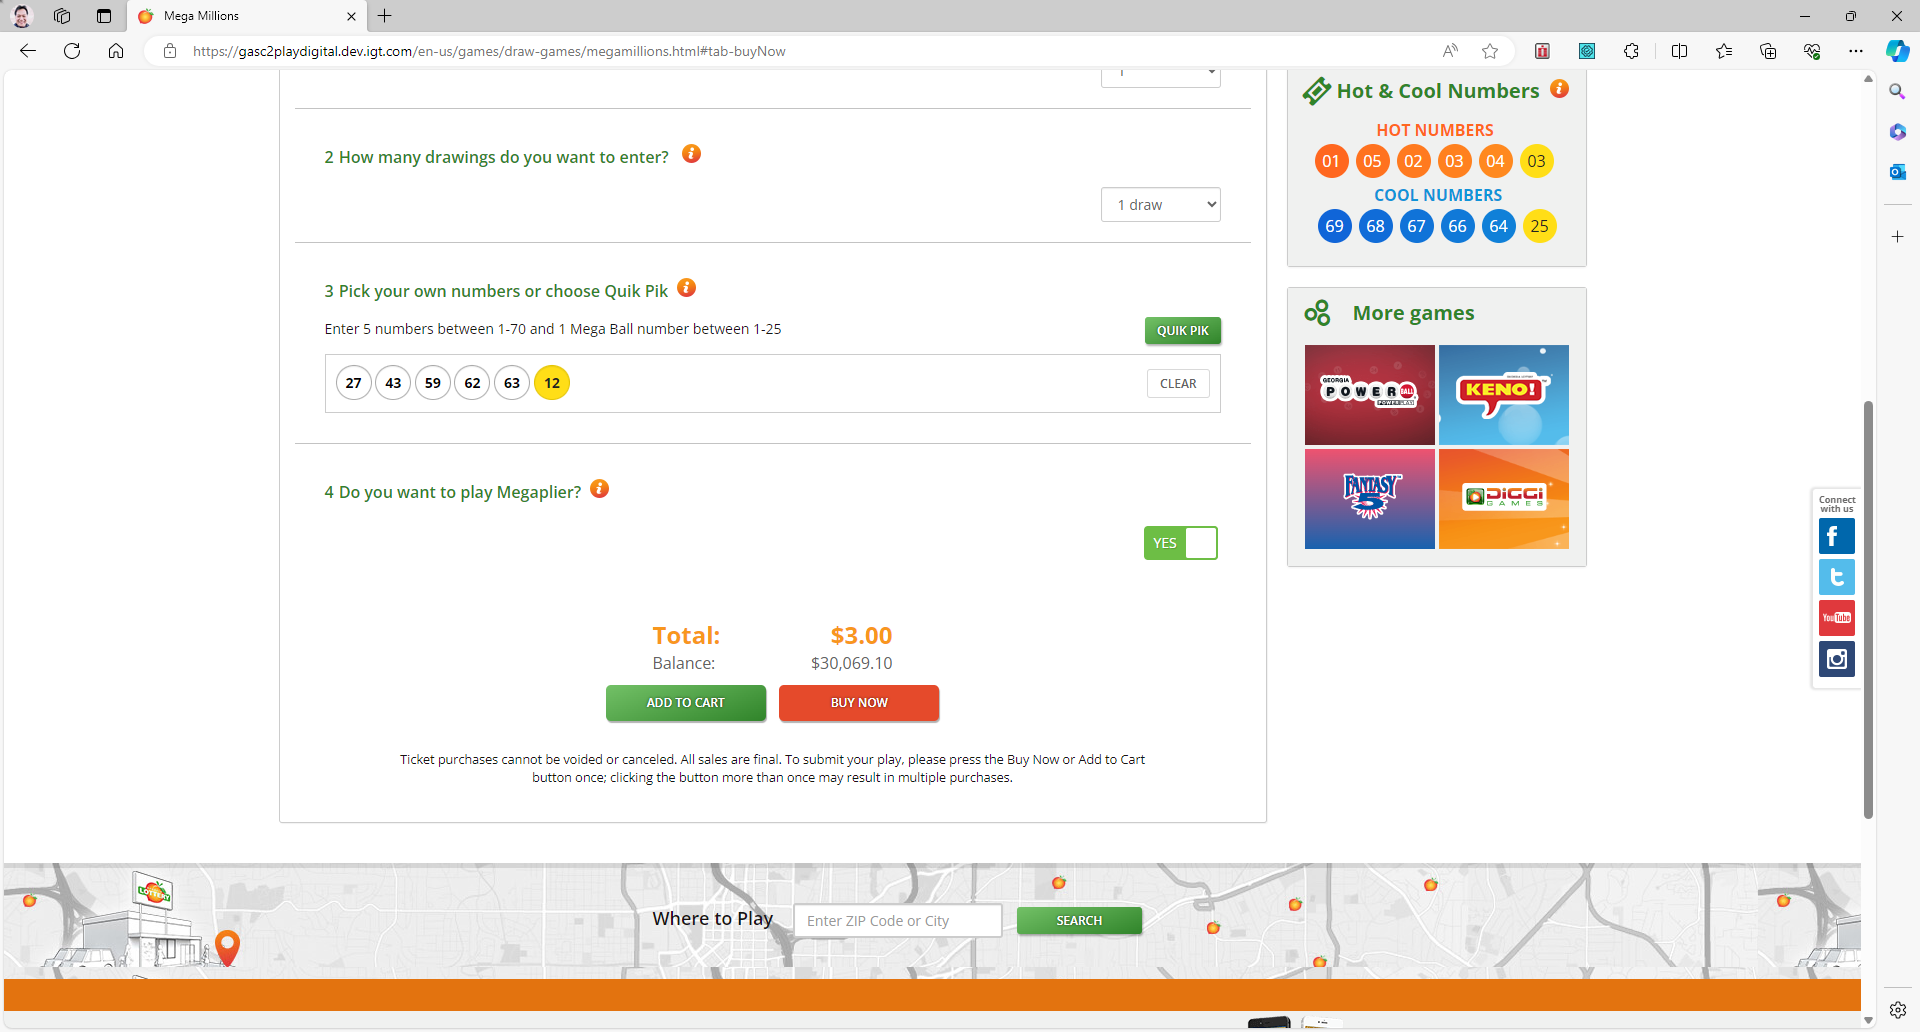 Mega Millions
https://gasc2playdigital.dev.igt.com/en-us/games/draw-games/megamillions.html#tab-buyNow
2 How many drawings do you want to enter?
1 draw
3 Pick your own numbers or choose Quik Pik
Enter 5 numbers between 1-70 and 1 Mega Ball number between 1-25
QUIK PIK
27 43 59 62 63 12
CLEAR
4 Do you want to play Megaplier?
YES
Total: $3.00
Balance: $30,069.10
ADD TO CART BUY NOW
Ticket purchases cannot be voided or canceled. All sales are final. To submit your play, please press the Buy Now or Add to Cart
button once; clicking the button more than once may result in multiple purchases.
Hot & Cool Numbers
HOT NUMBERS
01 05 02 03 04 03
COOL NUMBERS
69 68 67 66 64 25
More games
GEORGIA
POWERBALL
POWERPLAY
GEORGIA LOTTERY
KENO!
FANTASY 5
DIGGI
GAMES
Connect
with us
YouTube
LOTTERY
Where to Play
Enter ZIP Code or City
SEARCH